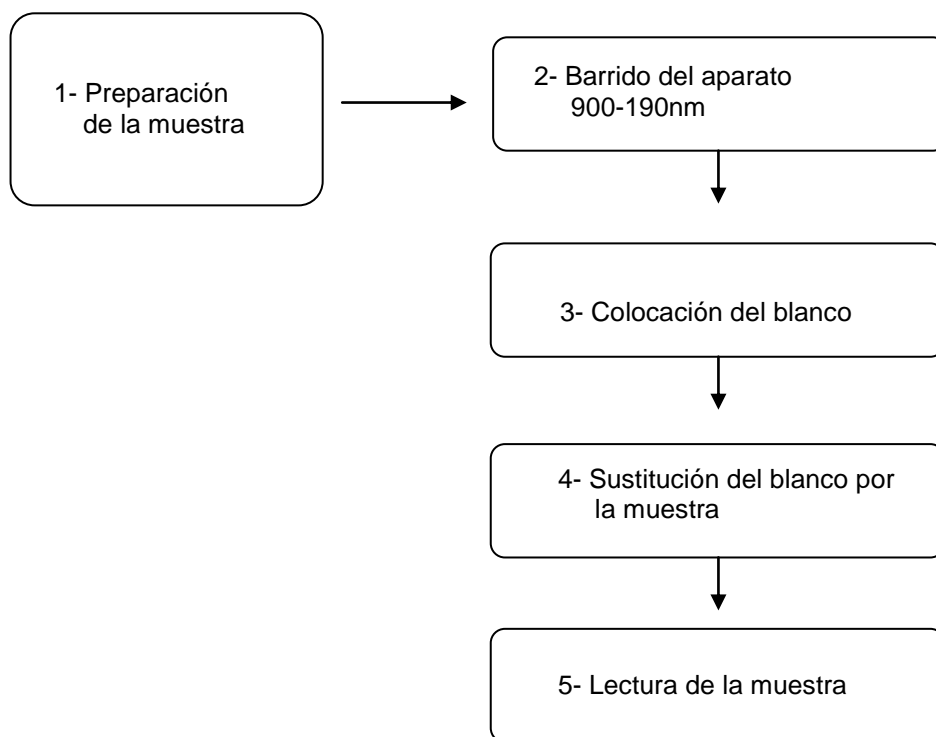 1- Preparación
de la muestra
2- Barrido del aparato
900-190nm
3- Colocación del blanco
4- Sustitución del blanco por
la muestra
5- Lectura de la muestra